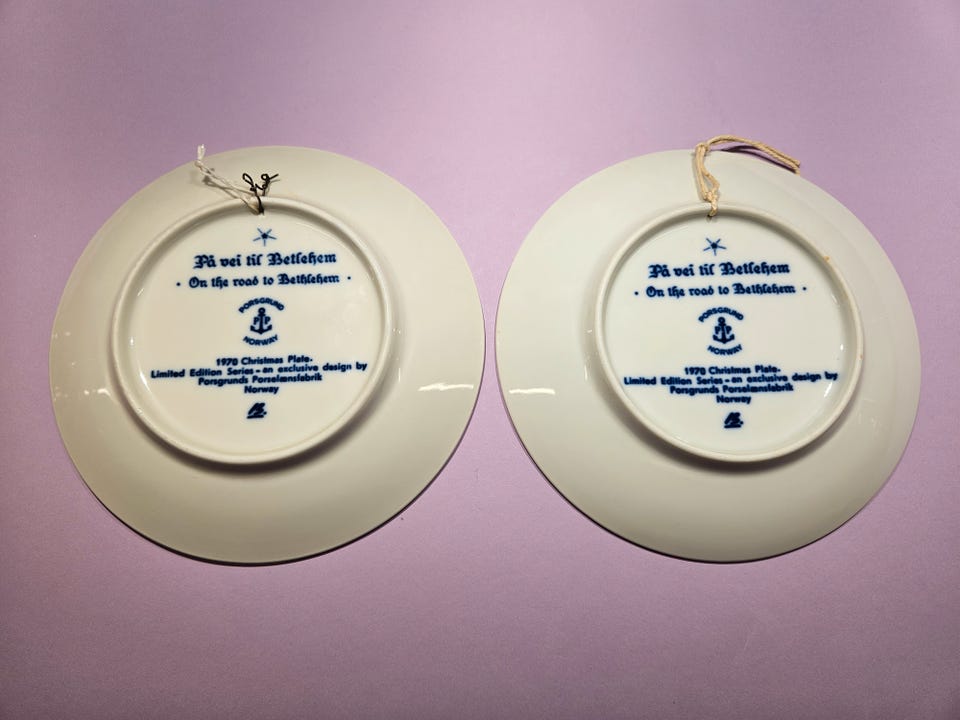 På vei til Betlehem
· On the road to Bethlehem ·
PORSGRUND
P P
NORWAY
1970 Christmas Plate.
Limited Edition Series - an exclusive design by
Porsgrunds Porselænsfabrik
Norway
På vei til Betlehem
· On the road to Bethlehem ·
PORSGRUND
P P
NORWAY
1970 Christmas Plate.
Limited Edition Series - an exclusive design by
Porsgrunds Porselænsfabrik
Norway